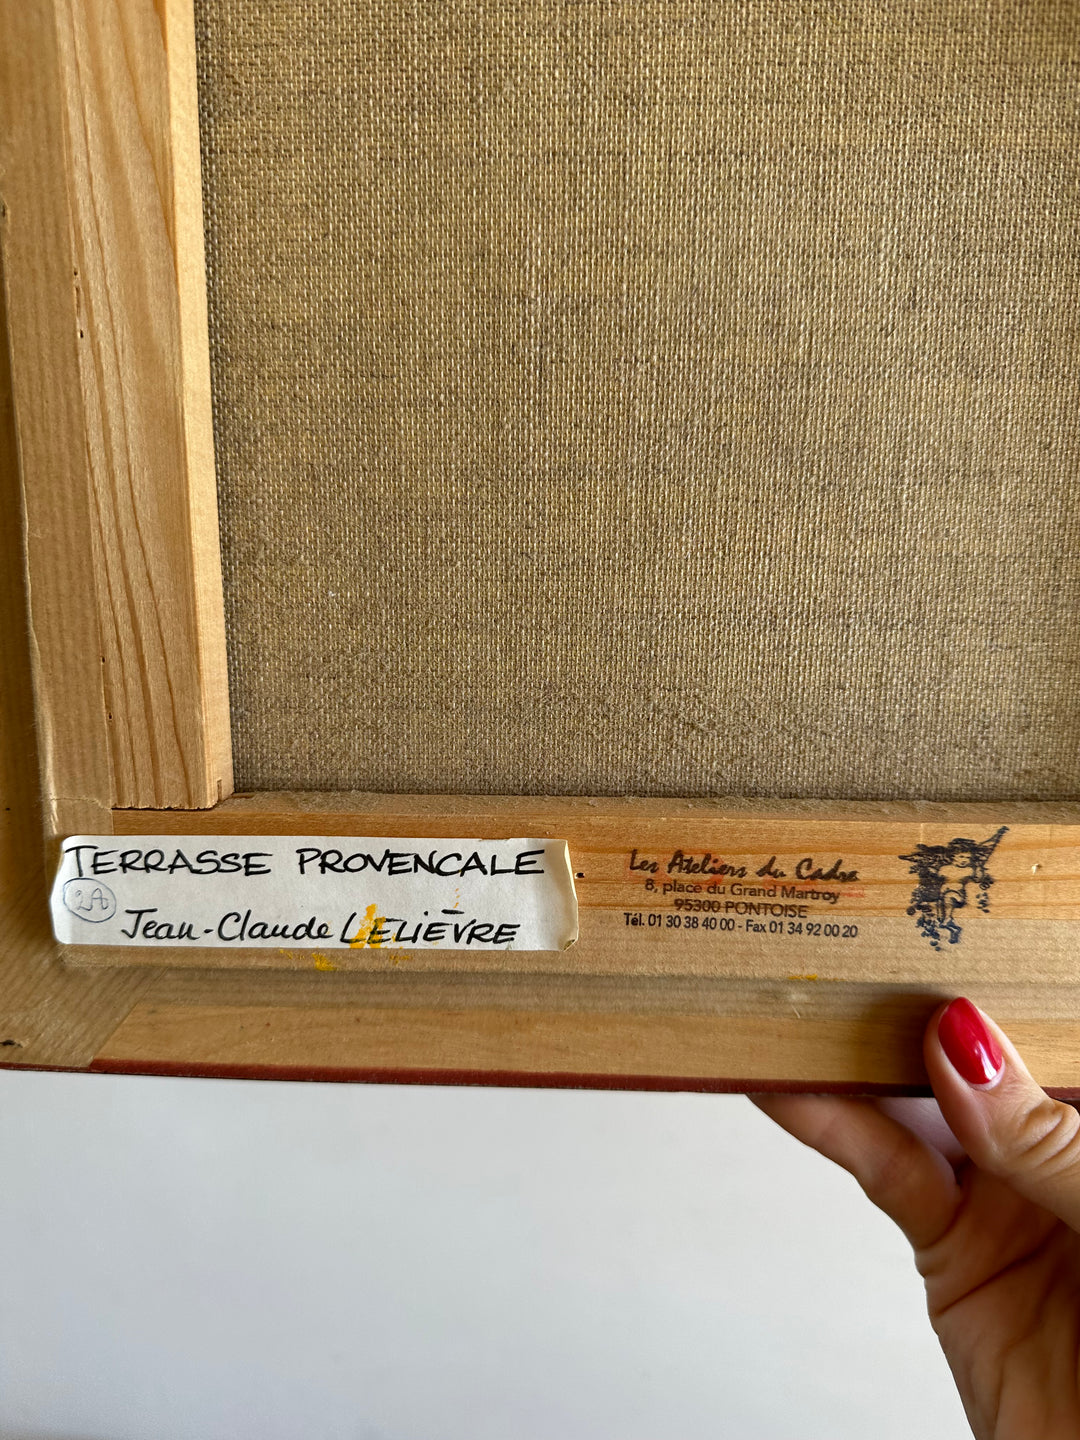 TERRASSE PROVENCALE
2A
Jean-Claude LELIÈVRE
Les Ateliers du Cadre
8, place du Grand Martroy
95300 PONTOISE
Tél. 01 30 38 40 00 - Fax 01 34 92 00 20